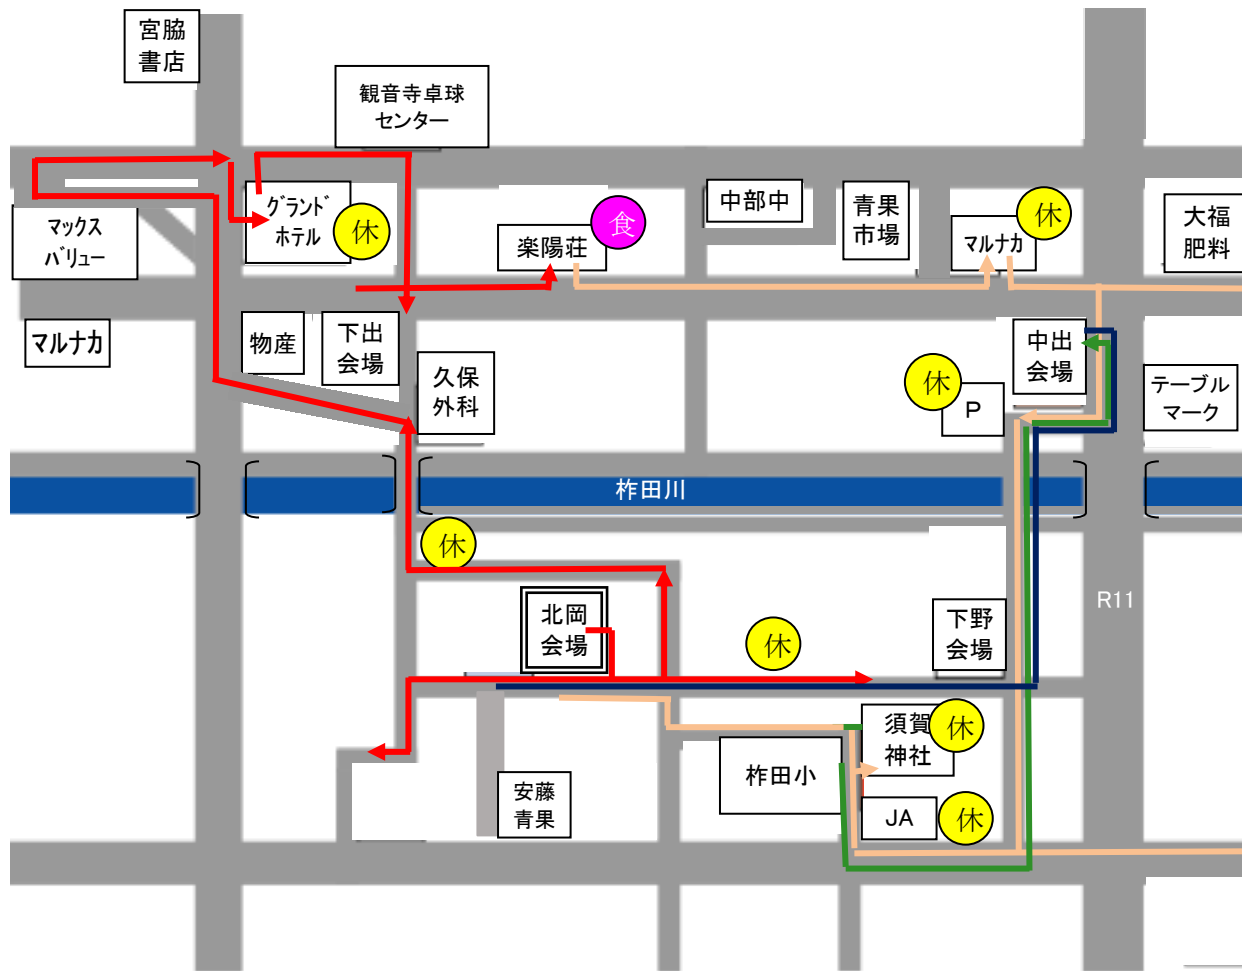 宮脇
書店
観音寺卓球
センター
マックス
バリュー
グランド
ホテル
休
楽陽荘
食
中部中
青果
市場
マルナカ
休
大福
肥料
マルナカ
物産
下出
会場
久保
外科
休
P
中出
会場
テーブル
マーク
柞田川
休
北岡
会場
休
下野
会場
R11
須賀
神社
休
柞田小
安藤
青果
JA
休